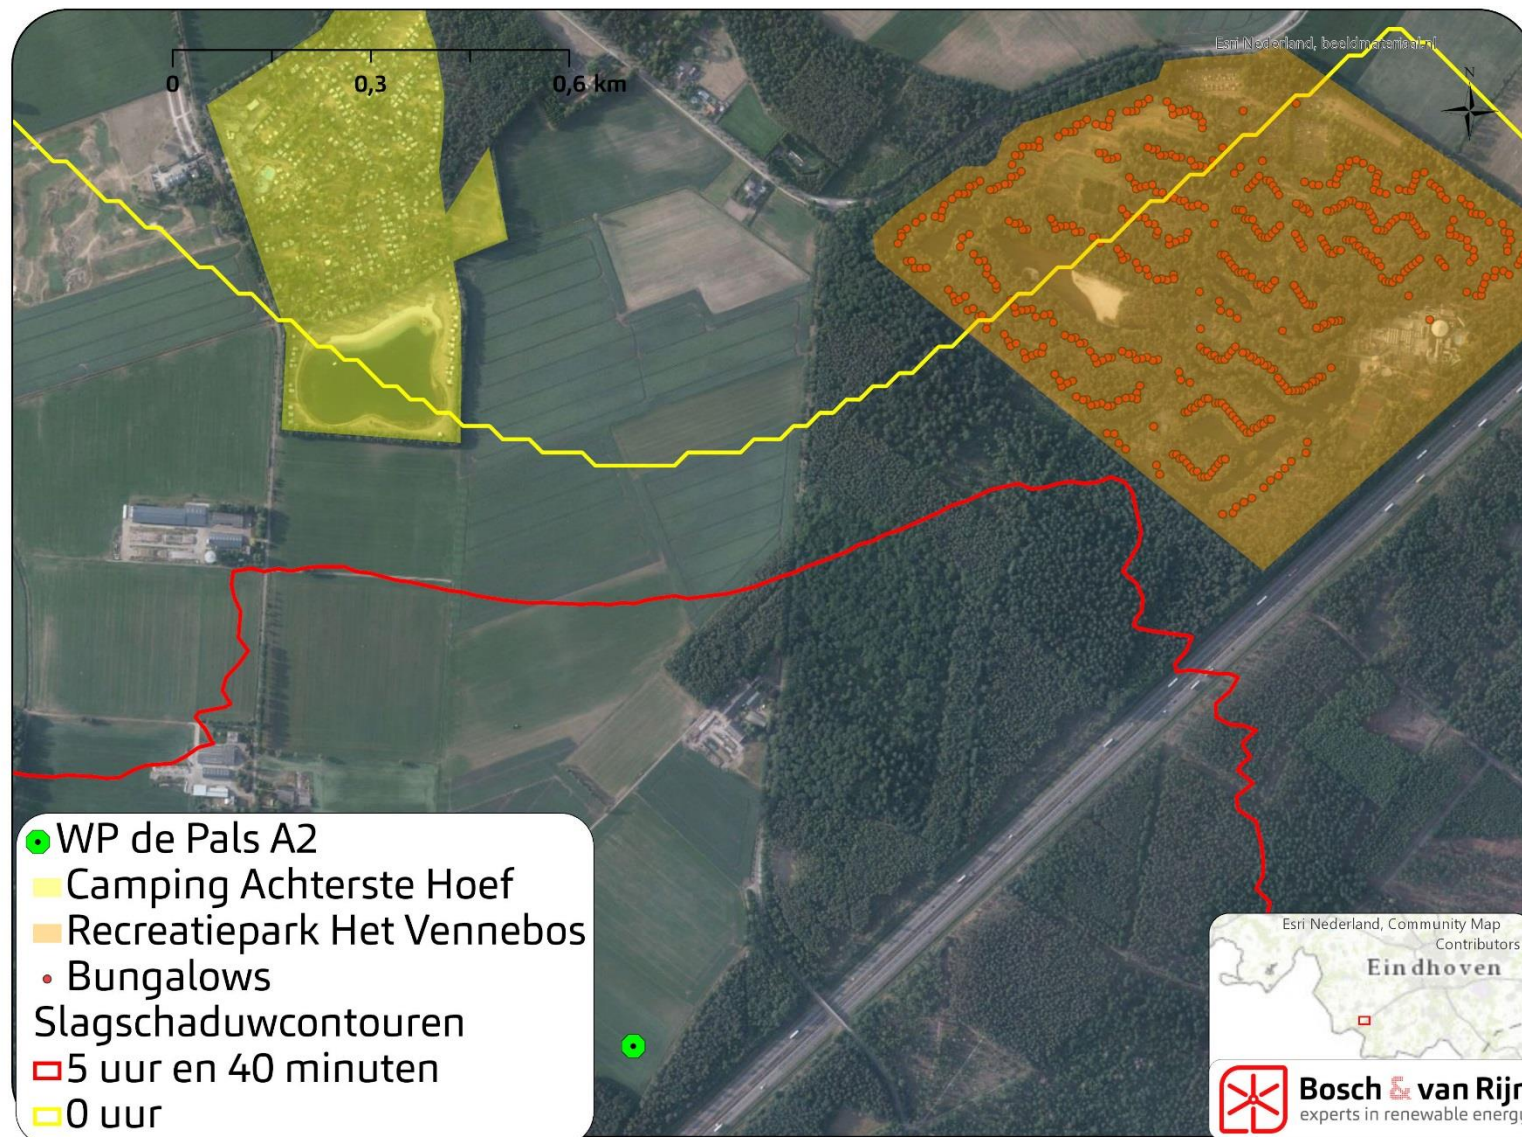 Esri Nederland, beeldmateriaal.nl
0 0,3 0,6 km
N
WP de Pals A2
Camping Achterste Hoef
Recreatiepark Het Vennebos
Bungalows
Slagschaduwcontouren
5 uur en 40 minuten
0 uur
Esri Nederland, Community Map
Contributors
Eindhoven
Bosch & van Rijn
experts in renewable energy